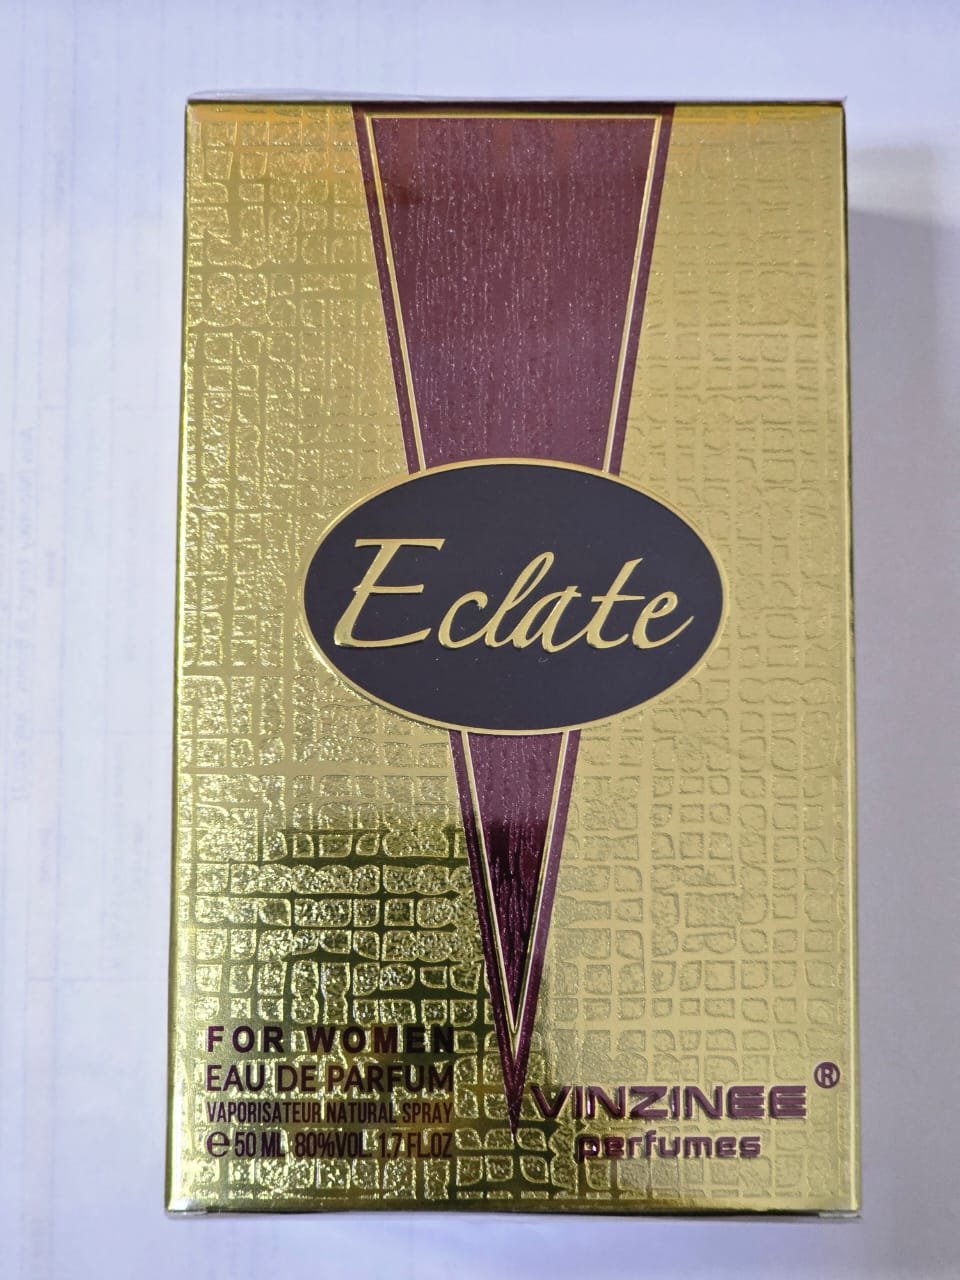 Eclate
FOR WOMEN
EAU DE PARFUM
VAPORISATEUR NATURAL SPRAY
℮ 50 ML 80%VOL. 1.7 FL.OZ
VINZINEE®
perfumes